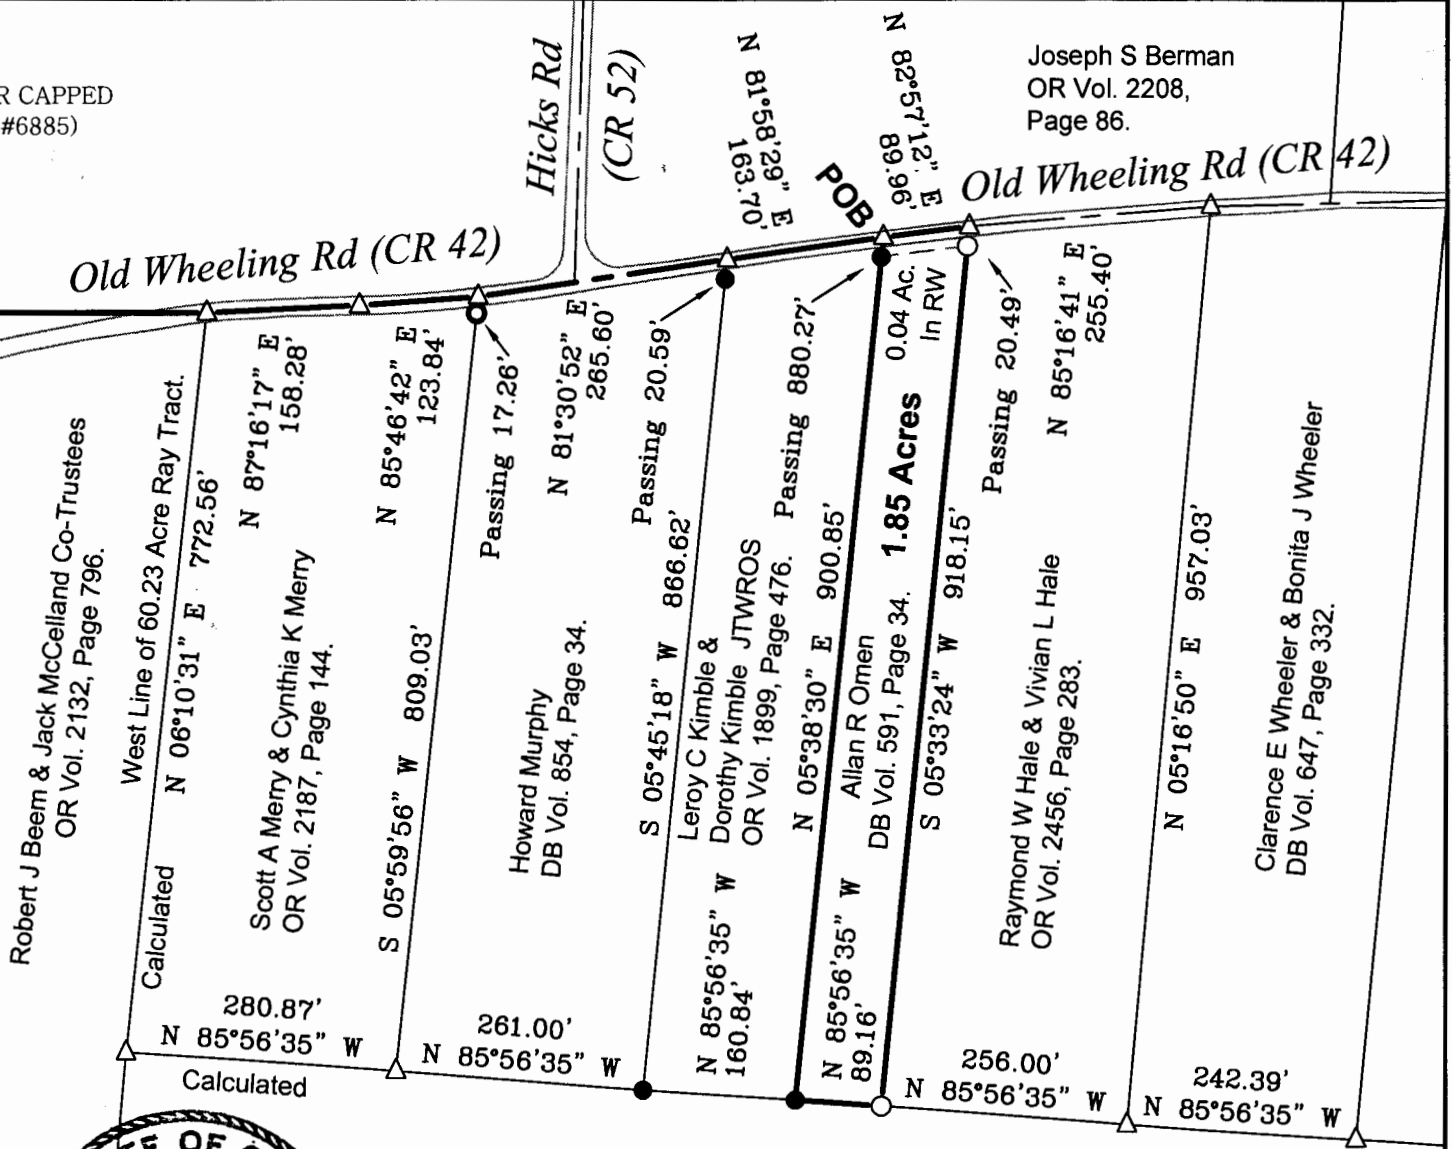 R CAPPED
#6885)
Hicks Rd
(CR 52)
N 81°58'29" E
163.70'
N 82°57'12" E
89.96'
Joseph S Berman
OR Vol. 2208,
Page 86.
POB
Old Wheeling Rd (CR 42)
Old Wheeling Rd (CR 42)
Robert J Beem & Jack McCelland Co-Trustees
OR Vol. 2132, Page 796.
West Line of 60.23 Acre Ray Tract.
Calculated N 06°10'31" E 772.56'
N 87°16'17" E
158.28'
Scott A Merry & Cynthia K Merry
OR Vol. 2187, Page 144.
N 85°46'42" E
123.84'
S 05°59'56" W 809.03'
Passing 17.26'
N 81°30'52" E
265.60'
Howard Murphy
DB Vol. 854, Page 34.
Passing 20.59'
S 05°45'18" W 866.62'
Leroy C Kimble &
Dorothy Kimble JTWROS
OR Vol. 1899, Page 476.
Passing 880.27'
N 05°38'30" E 900.85'
0.04 Ac.
In RW
1.85 Acres
Allan R Omen
DB Vol. 591, Page 34.
S 05°33'24" W 918.15'
Passing 20.49'
N 85°16'41" E
255.40'
Raymond W Hale & Vivian L Hale
OR Vol. 2456, Page 283.
N 05°16'50" E 957.03'
Clarence E Wheeler & Bonita J Wheeler
DB Vol. 647, Page 332.
280.87'
N 85°56'35" W
Calculated
261.00'
N 85°56'35" W
N 85°56'35" W
160.84'
N 85°56'35" W
89.16'
256.00'
N 85°56'35" W
242.39'
N 85°56'35" W
OF